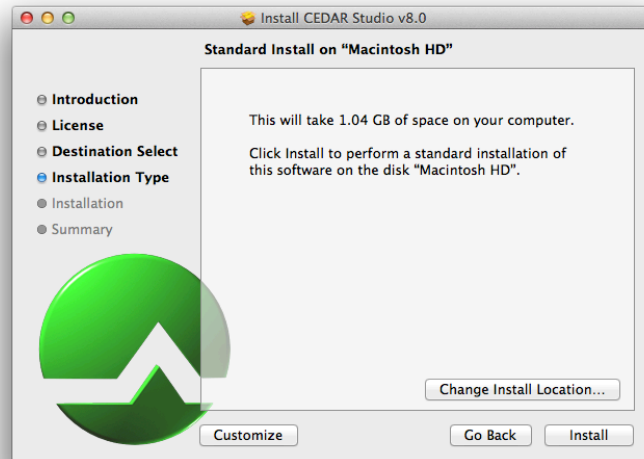 Install CEDAR Studio v8.0
Standard Install on “Macintosh HD”
Introduction
License
Destination Select
Installation Type
Installation
Summary
This will take 1.04 GB of space on your computer.
Click Install to perform a standard installation of
this software on the disk “Macintosh HD”.
Change Install Location...
Customize
Go Back
Install